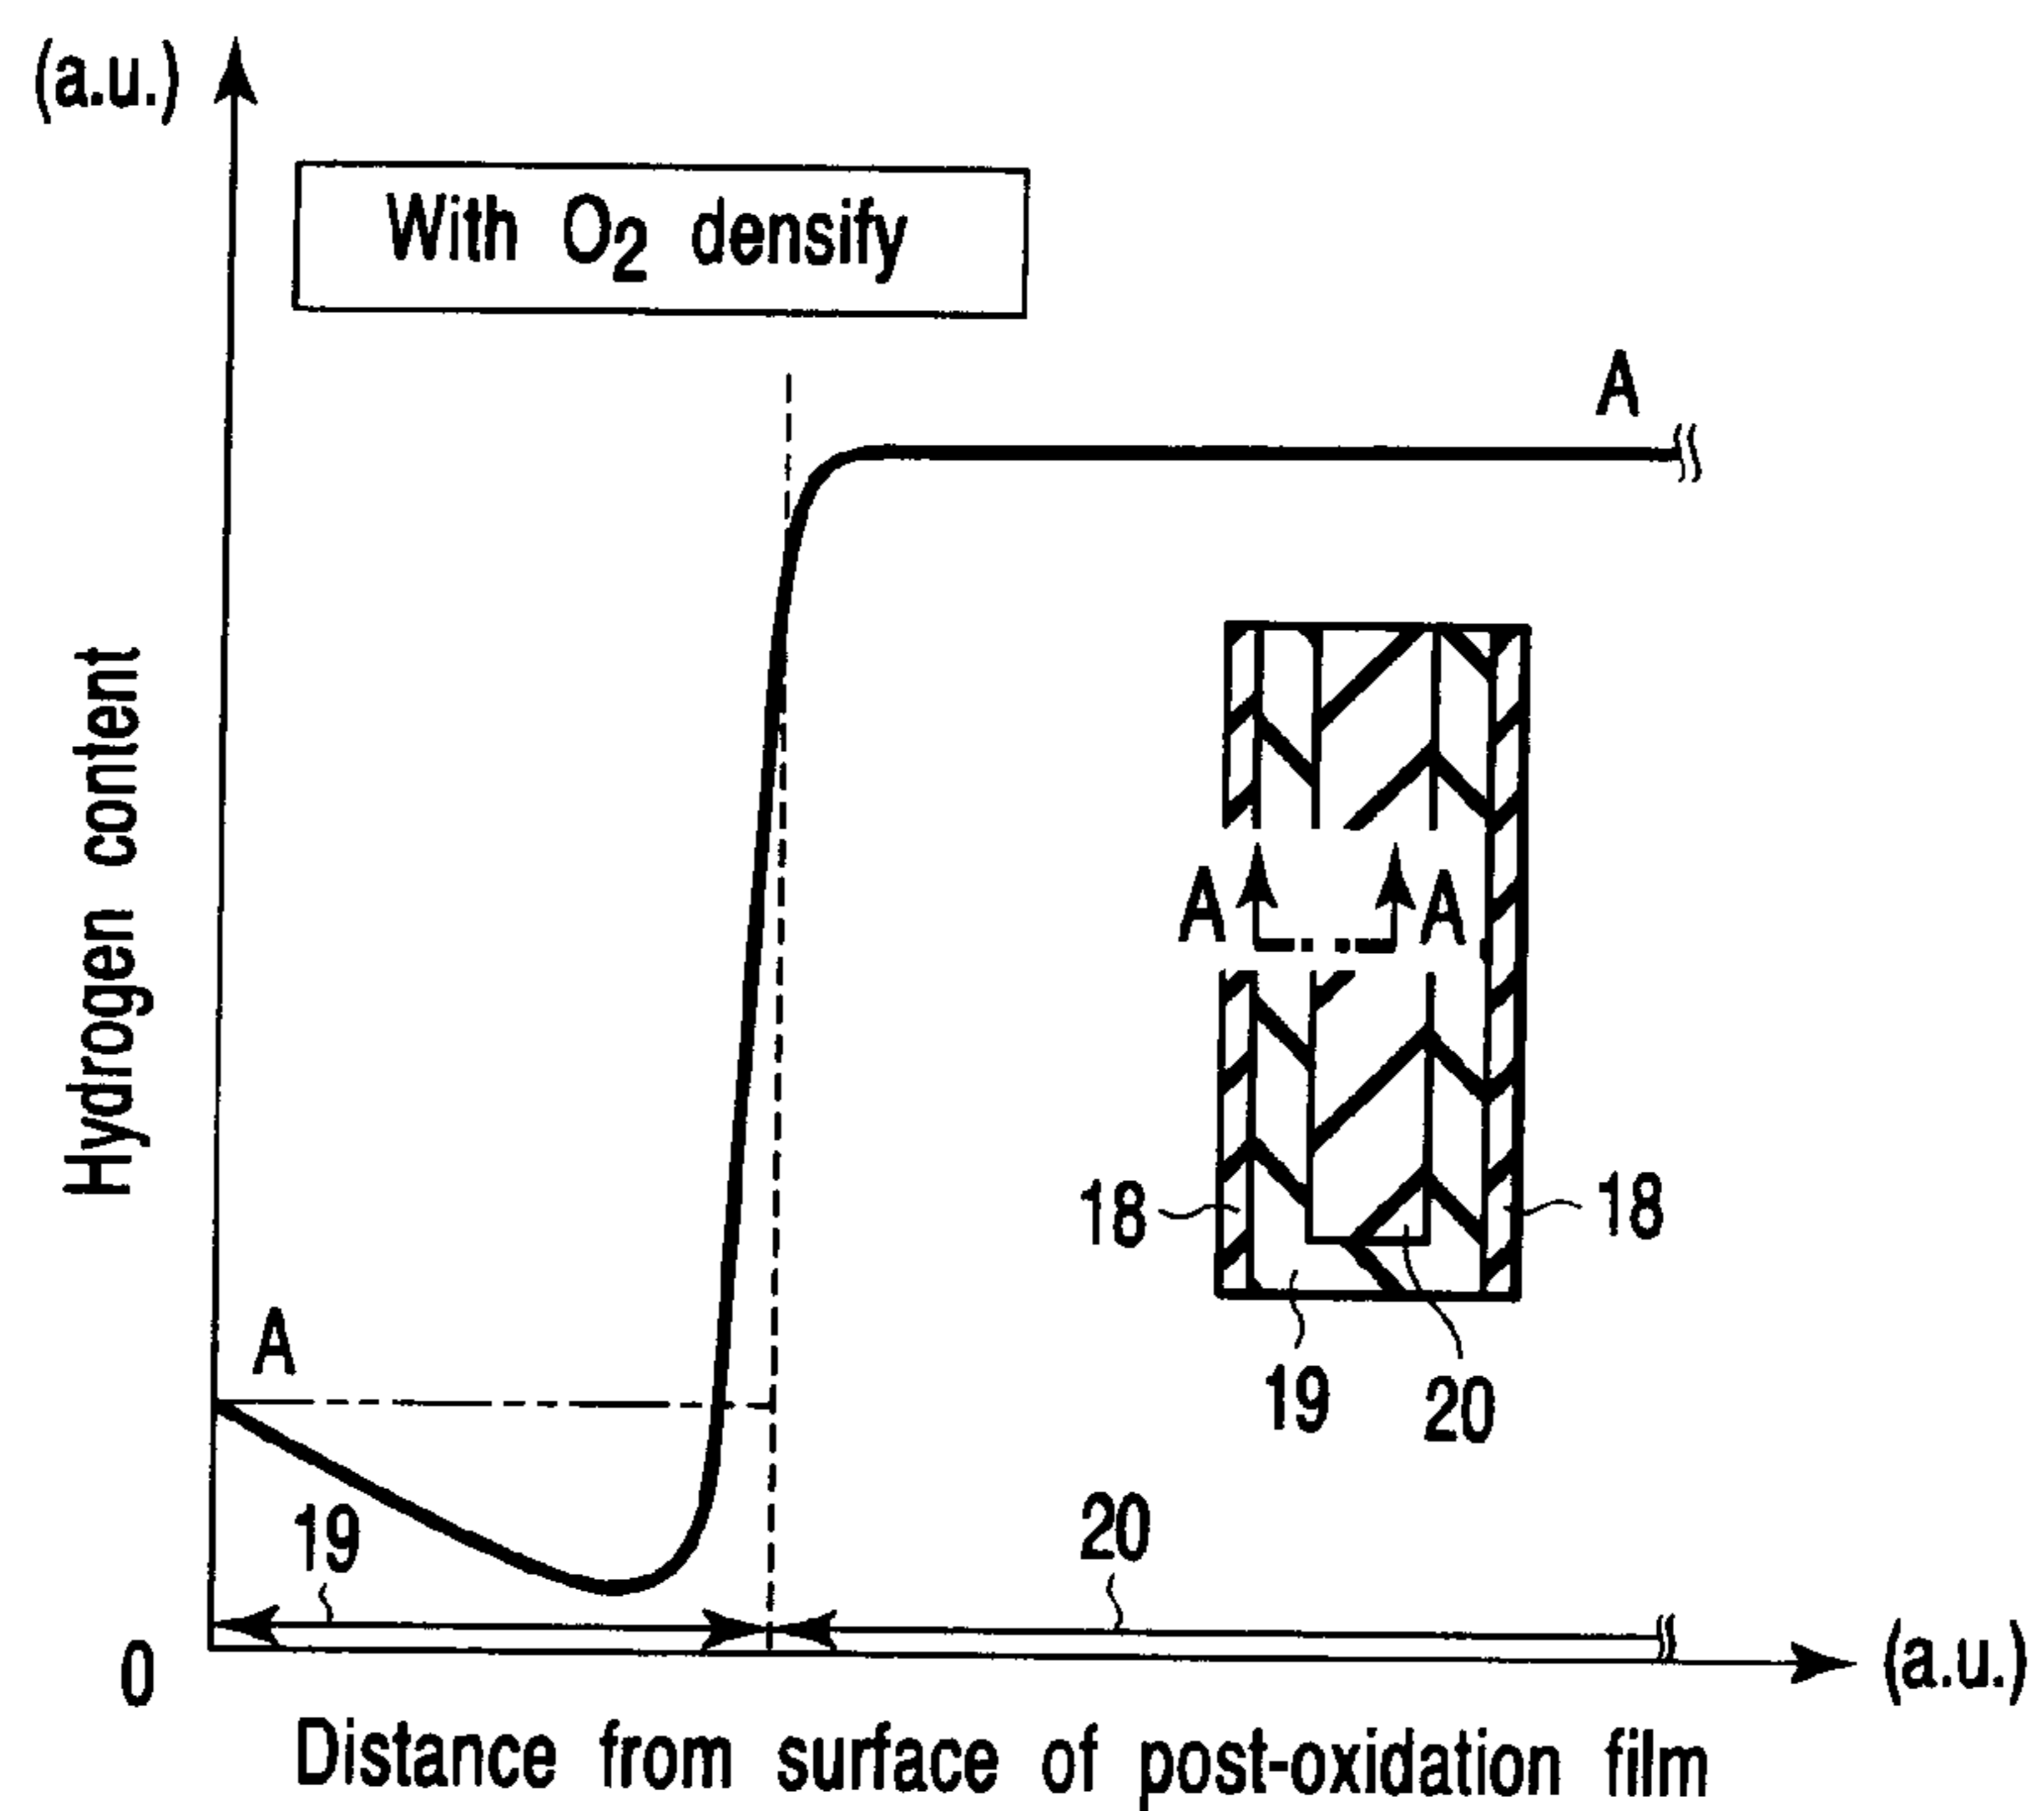 (a.u.)
With O2 densify
A
Hydrogen content
A A
18 18
A
19 20
19
20
0
(a.u.)
Distance from surface of post-oxidation film